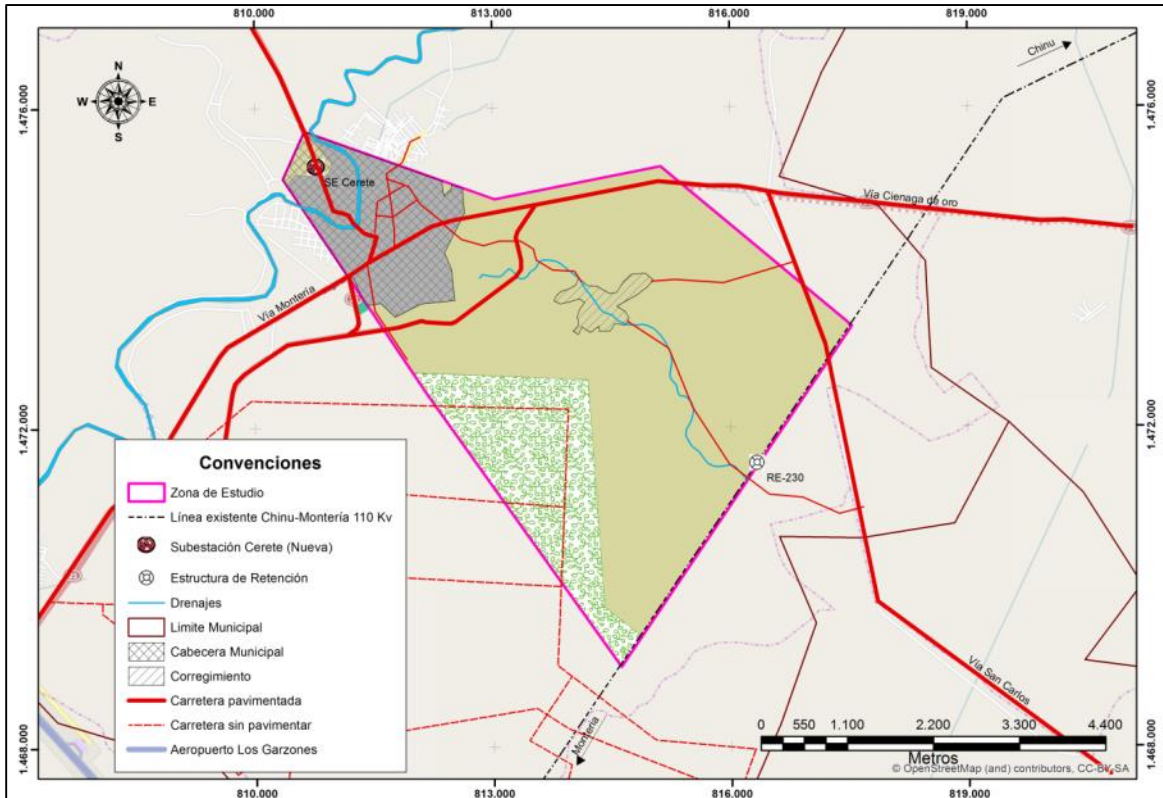 810.000
813.000
816.000
819.000
N
W
E
S
Chinu
1.476.000
1.476.000
SE Cerete
Vía Cienaga de oro
Vía Montería
1.472.000
1.472.000
RE-230
Convenciones
Zona de Estudio
Línea existente Chinu-Montería 110 Kv
Subestación Cerete (Nueva)
Estructura de Retención
Drenajes
Limite Municipal
Cabecera Municipal
Corregimiento
Carretera pavimentada
Carretera sin pavimentar
Aeropuerto Los Garzones
Vía San Carlos
Montería
0 550 1.100 2.200 3.300 4.400
Metros
© OpenStreetMap (and) contributors, CC-BY-SA
1.468.000
1.468.000
810.000
813.000
816.000
819.000